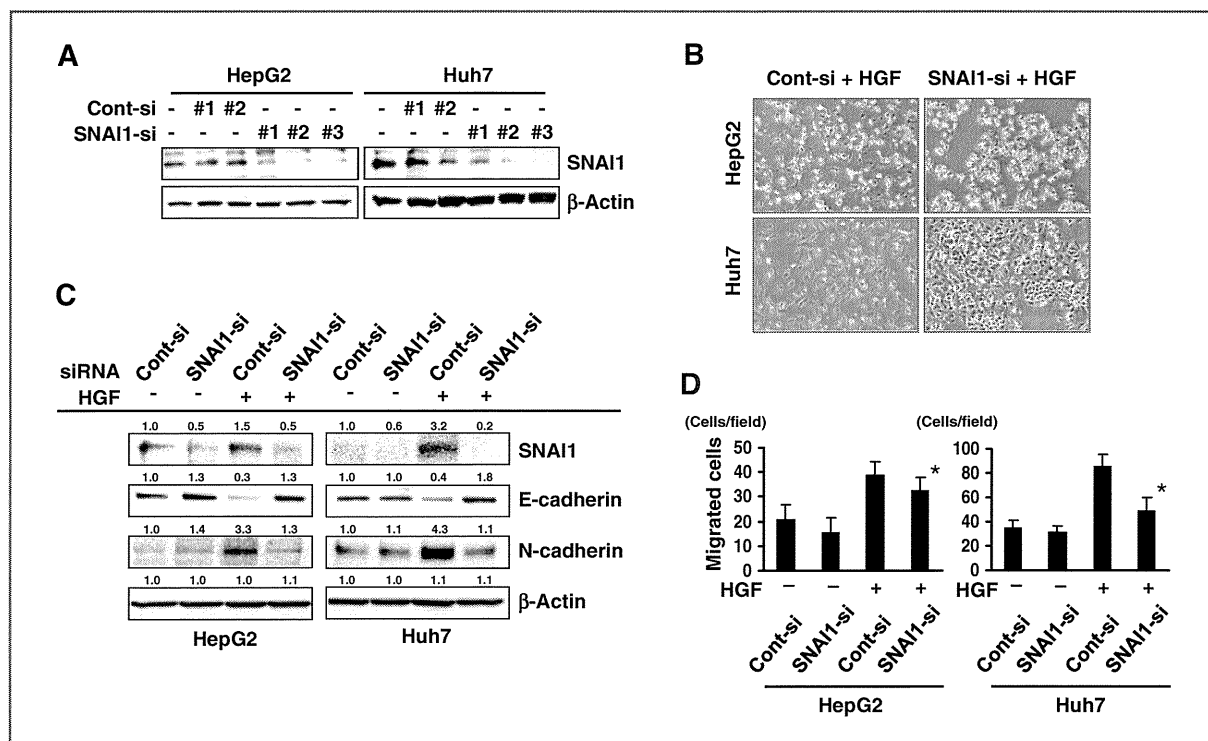 A
HepG2 Huh7
Cont-si - #1 #2 - - - - #1 #2 - - -
SNAI1-si - - - #1 #2 #3 - - - #1 #2 #3
SNAI1
β-Actin
B
Cont-si + HGF SNAI1-si + HGF
HepG2
Huh7
C
siRNA Cont-si SNAI1-si Cont-si SNAI1-si Cont-si SNAI1-si Cont-si SNAI1-si
HGF - - + + - - + +
1.0 0.5 1.5 0.5 1.0 0.6 3.2 0.2
SNAI1
1.0 1.3 0.3 1.3 1.0 1.0 0.4 1.8
E-cadherin
1.0 1.4 3.3 1.3 1.0 1.1 4.3 1.1
N-cadherin
1.0 1.0 1.0 1.1 1.0 1.0 1.1 1.1
β-Actin
HepG2 Huh7
D
(Cells/field) (Cells/field)
Migrated cells
50
40
30
20
10
0
*
100
80
60
40
20
0
*
HGF − − + + HGF − − + +
Cont-si SNAI1-si Cont-si SNAI1-si Cont-si SNAI1-si Cont-si SNAI1-si
HepG2 Huh7